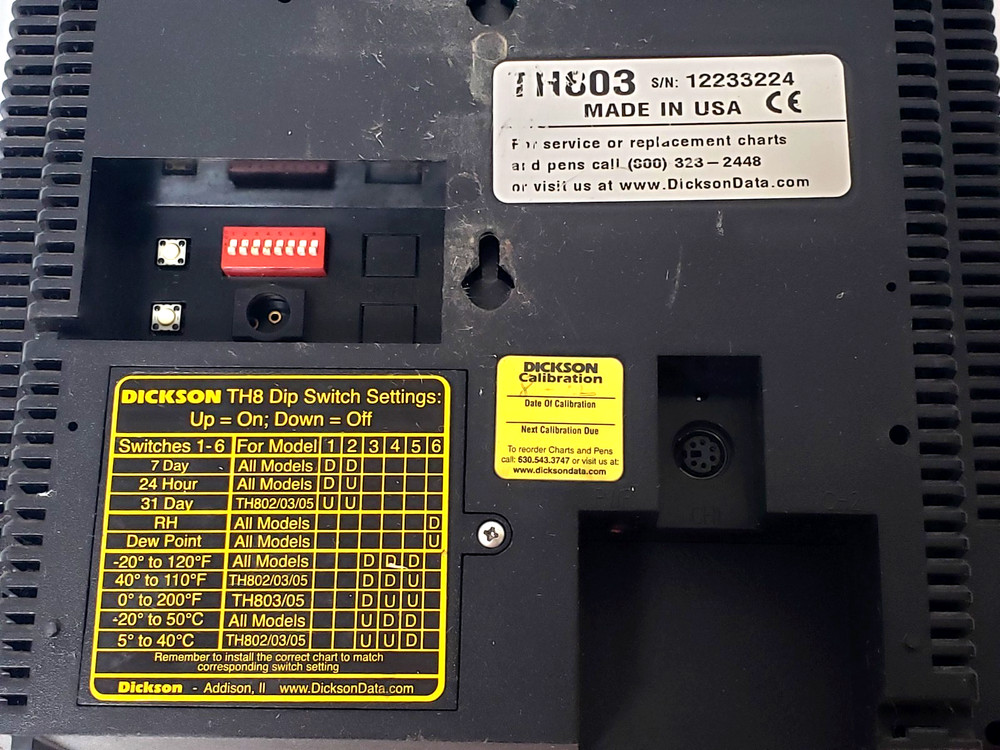 TH803 S/N: 12233224
MADE IN USA CE
For service or replacement charts
and pens call (800) 323-2448
or visit us at www.DicksonData.com
DICKSON
Calibration
Date Of Calibration
Next Calibration Due
To reorder Charts and Pens
call: 630.543.3747 or visit us at:
www.dicksondata.com
DICKSON TH8 Dip Switch Settings:
Up = On; Down = Off
Switches 1-6 For Model 1 2 3 4 5 6
7 Day All Models D D
24 Hour All Models D U
31 Day TH802/03/05 U U
RH All Models D
Dew Point All Models U
-20° to 120°F All Models D D D
40° to 110°F TH802/03/05 D D U
0° to 200°F TH803/05 D U U
-20° to 50°C All Models U D D
5° to 40°C TH802/03/05 U U D
Remember to install the correct chart to match
corresponding switch setting
Dickson - Addison, Il www.DicksonData.com